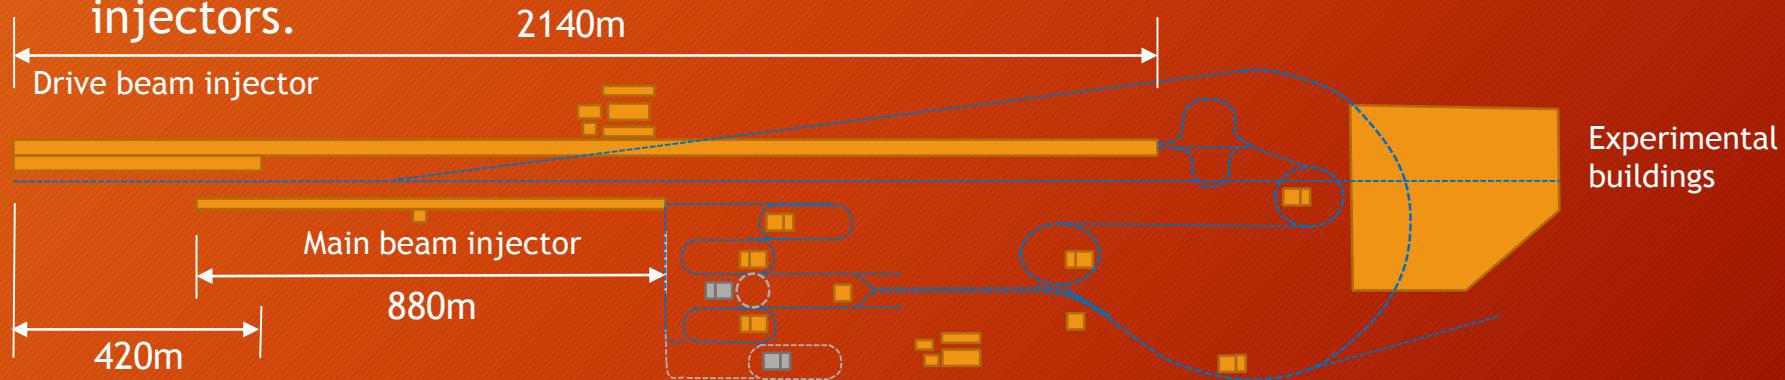 injectors.
2140m
Drive beam injector
Experimental
buildings
Main beam injector
880m
420m